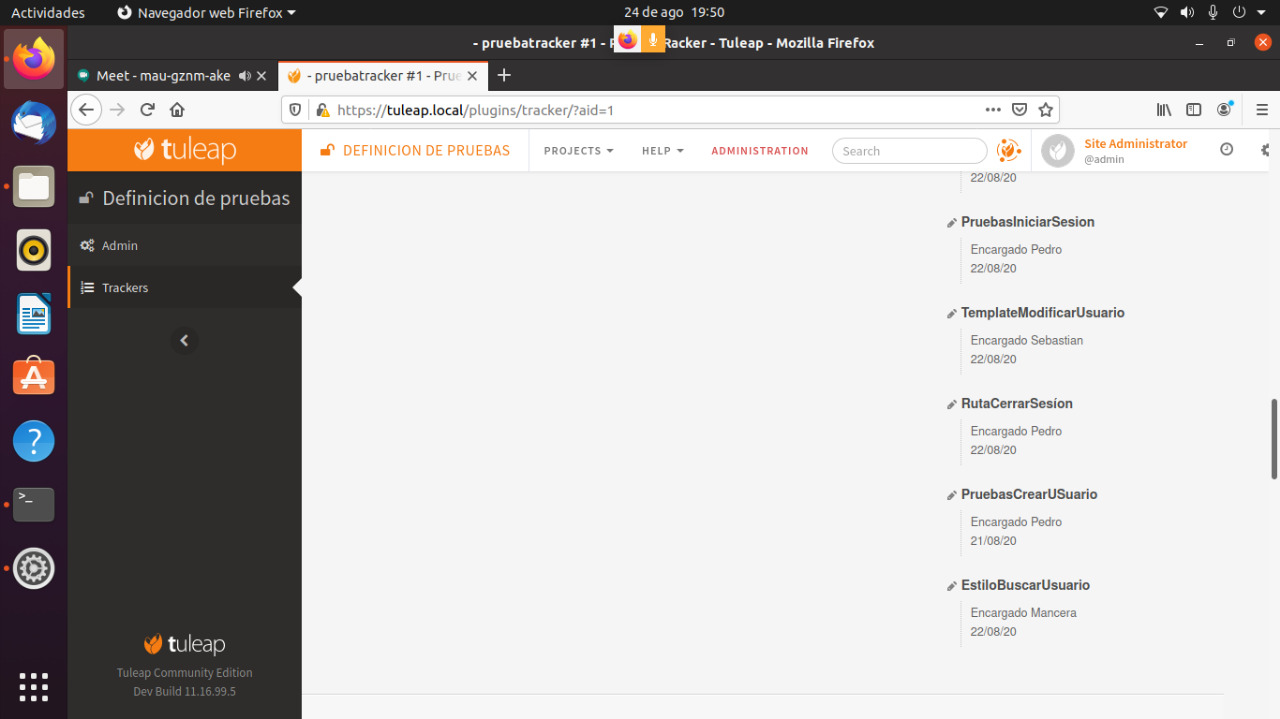 Actividades
Navegador web Firefox
24 de ago 19:50
- pruebatracker #1 - P
Racker - Tuleap - Mozilla Firefox
Meet - mau-gznm-ake
- pruebatracker #1 - Prue
https://tuleap.local/plugins/tracker/?aid=1
tuleap
DEFINICION DE PRUEBAS
PROJECTS
HELP
ADMINISTRATION
Search
Site Administrator
@admin
Definicion de pruebas
Admin
Trackers
22/08/20
PruebasIniciarSesion
Encargado Pedro
22/08/20
TemplateModificarUsuario
Encargado Sebastian
22/08/20
RutaCerrarSesíon
Encargado Pedro
22/08/20
PruebasCrearUSuario
Encargado Pedro
21/08/20
EstiloBuscarUsuario
Encargado Mancera
22/08/20
tuleap
Tuleap Community Edition
Dev Build 11.16.99.5